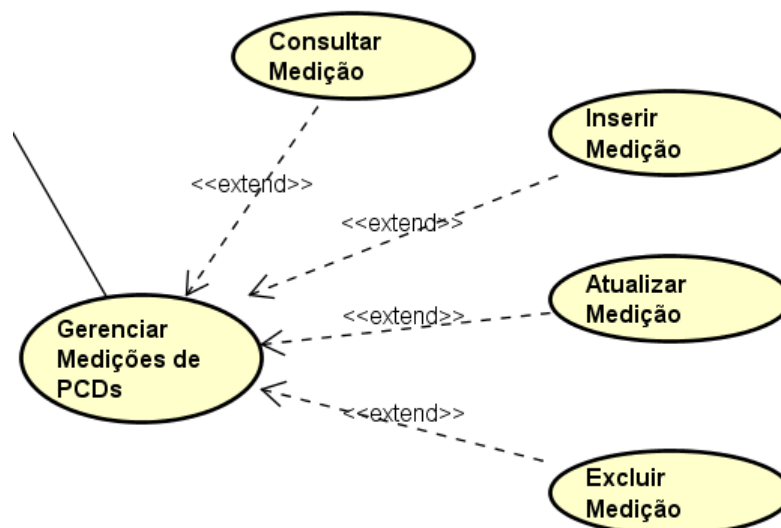 Consultar
Medição
Inserir
Medição
<<extend>>
<<extend>>
Atualizar
Medição
<<extend>>
Gerenciar
Medições de
PCDs
<<extend>>
Excluir
Medição